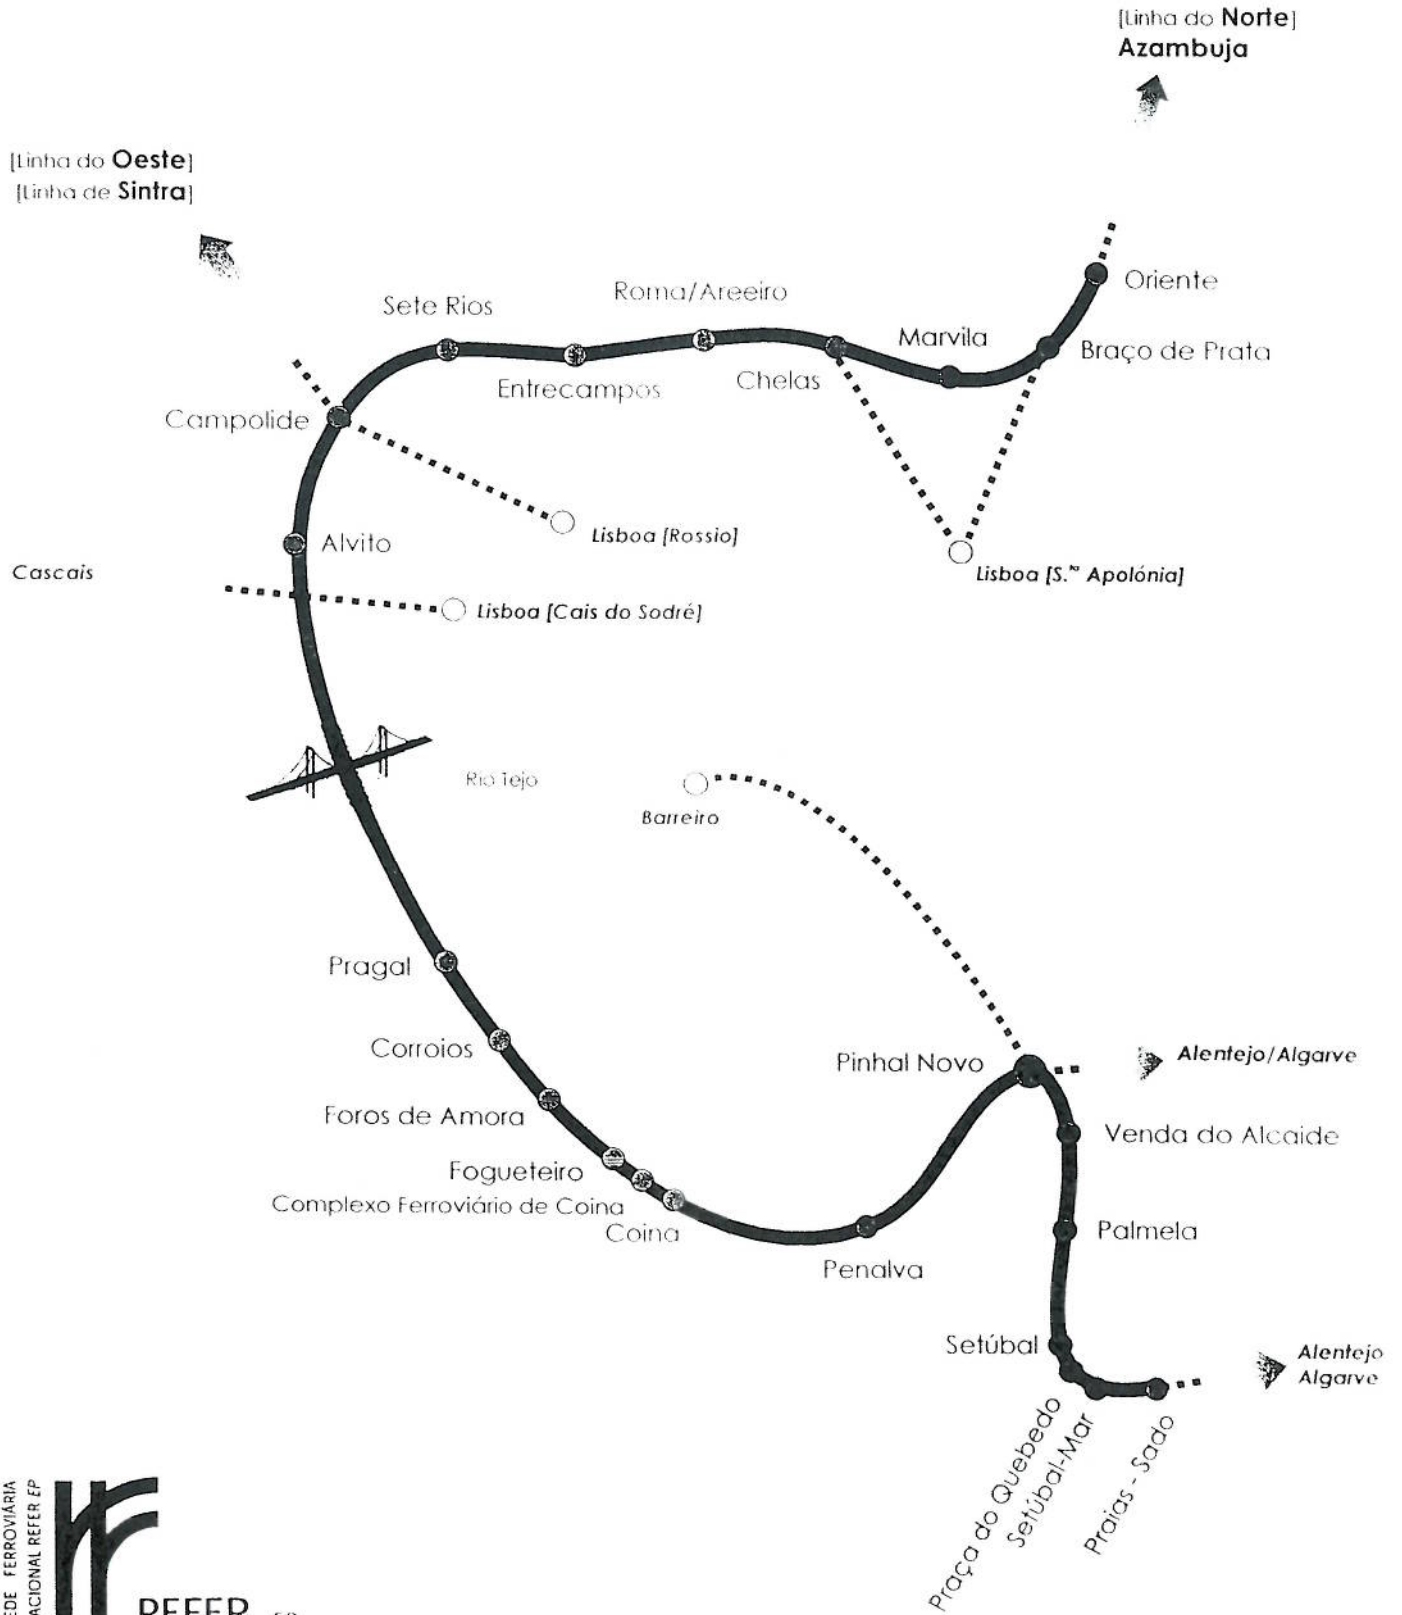 [Linha do Norte]
Azambuja
[Linha do Oeste]
[Linha de Sintra]
Oriente
Roma/Areeiro
Sete Rios
Marvila
Braço de Prata
Entrecampos
Chelas
Campolide
Lisboa [Rossio]
Alvito
Cascais
Lisboa [S.ta Apolónia]
Lisboa [Cais do Sodré]
Rio Tejo
Barreiro
Pragal
Corroios
Pinhal Novo
Alentejo/Algarve
Foros de Amora
Venda do Alcaide
Fogueteiro
Complexo Ferroviário de Coina
Coina
Palmela
Penalva
Setúbal
Alentejo
Algarve
Praça do Quebedo
Setúbal-Mar
Praias - Sado
EDE FERROVIÁRIA
ACIONAL REFER EP
REFER EP